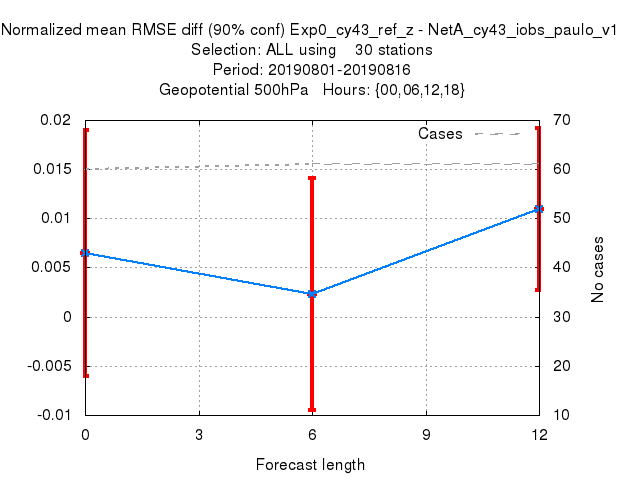 Normalized mean RMSE diff (90% conf) Exp0_cy43_ref_z - NetA_cy43_iobs_paulo_v1
Selection: ALL using    30 stations
Period: 20190801-20190816
Geopotential 500hPa   Hours: {00,06,12,18}
Cases
0.02
0.015
0.01
0.005
0
-0.005
-0.01
70
60
50
40
30
20
10
No cases
0 3 6 9 12
Forecast length